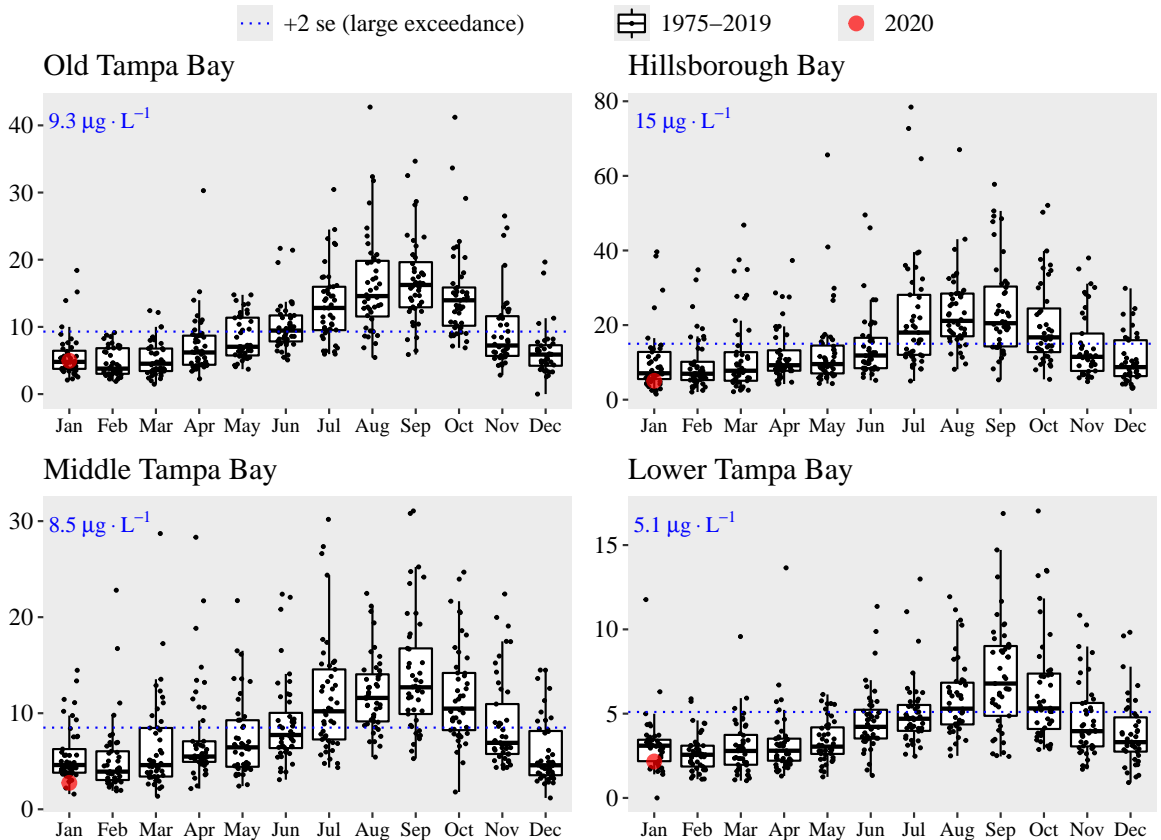 +2 se (large exceedance) 1975–2019 2020
Old Tampa Bay
9.3 μg · L⁻¹
40
30
20
10
0
Jan Feb Mar Apr May Jun Jul Aug Sep Oct Nov Dec
Hillsborough Bay
15 μg · L⁻¹
80
60
40
20
0
Jan Feb Mar Apr May Jun Jul Aug Sep Oct Nov Dec
Middle Tampa Bay
8.5 μg · L⁻¹
30
20
10
0
Jan Feb Mar Apr May Jun Jul Aug Sep Oct Nov Dec
Lower Tampa Bay
5.1 μg · L⁻¹
15
10
5
0
Jan Feb Mar Apr May Jun Jul Aug Sep Oct Nov Dec